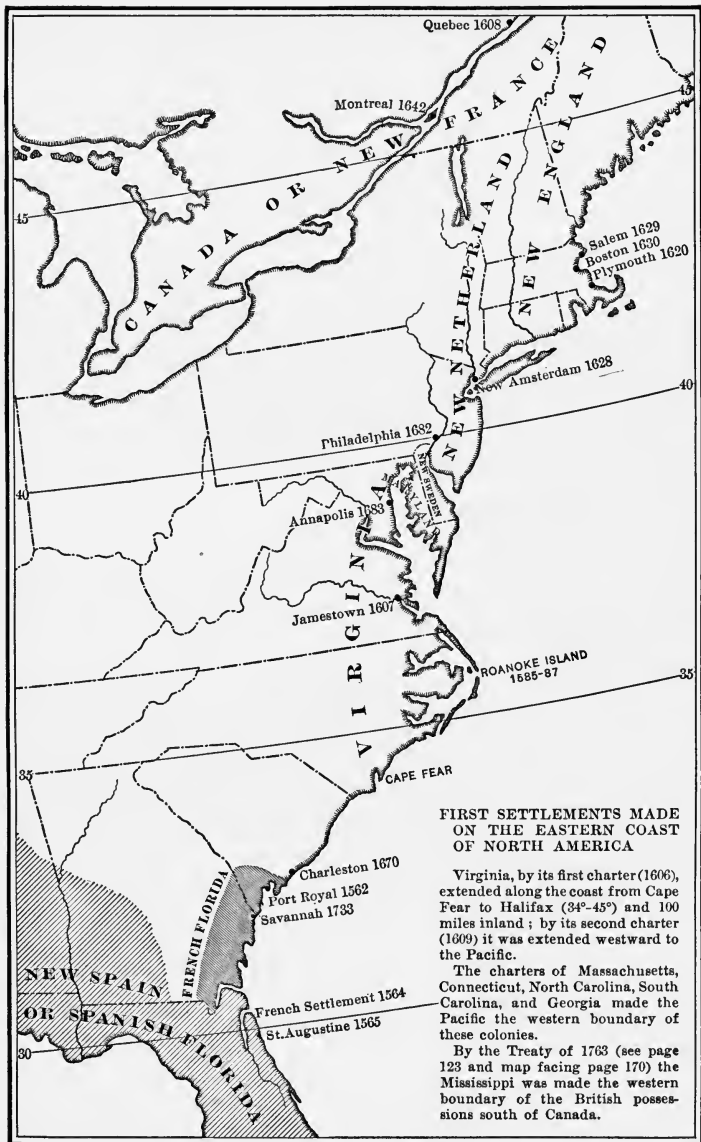 Quebec 1608
Montreal 1642
CANADA OR NEW FRANCE
NEW ENGLAND
NEW NETHERLAND
45
45
Salem 1629
Boston 1630
Plymouth 1620
New Amsterdam 1628
40
Philadelphia 1682
40
NEW SWEDEN
MARYLAND
Annapolis 1683
VIRGINIA
Jamestown 1607
ROANOKE ISLAND
1585-87
35
35
CAPE FEAR
Charleston 1670
Port Royal 1562
Savannah 1733
FRENCH FLORIDA
NEW SPAIN
OR SPANISH FLORIDA
French Settlement 1564
St. Augustine 1565
30
FIRST SETTLEMENTS MADE
ON THE EASTERN COAST
OF NORTH AMERICA
Virginia, by its first charter (1606),
extended along the coast from Cape
Fear to Halifax (34°-45°) and 100
miles inland; by its second charter
(1609) it was extended westward to
the Pacific.
The charters of Massachusetts,
Connecticut, North Carolina, South
Carolina, and Georgia made the
Pacific the western boundary of
these colonies.
By the Treaty of 1763 (see page
123 and map facing page 170) the
Mississippi was made the western
boundary of the British posses-
sions south of Canada.